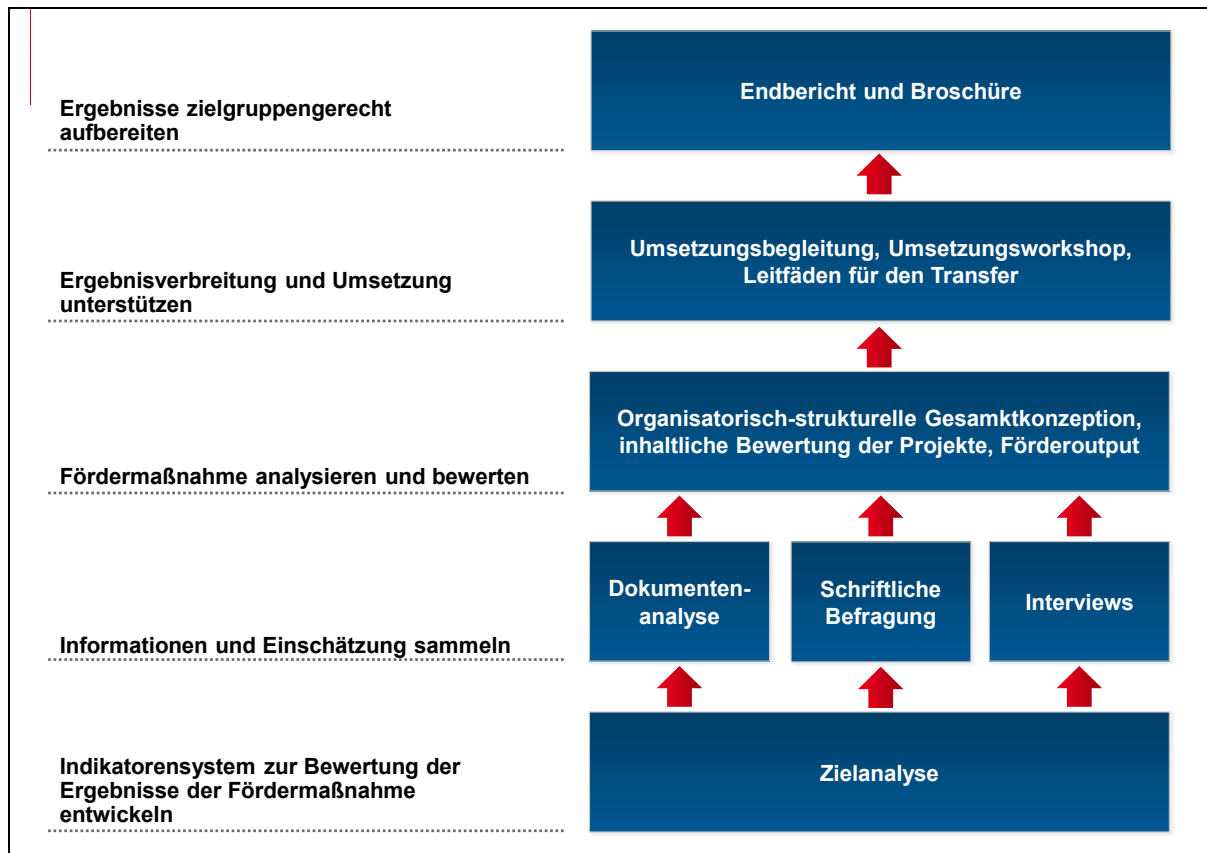 Endbericht und Broschüre
Ergebnisse zielgruppengerecht
aufbereiten
Umsetzungsbegleitung, Umsetzungsworkshop,
Leitfäden für den Transfer
Ergebnisverbreitung und Umsetzung
unterstützen
Organisatorisch-strukturelle Gesamktkonzeption,
inhaltliche Bewertung der Projekte, Förderoutput
Fördermaßnahme analysieren und bewerten
Dokumenten-
analyse
Schriftliche
Befragung
Interviews
Informationen und Einschätzung sammeln
Zielanalyse
Indikatorensystem zur Bewertung der
Ergebnisse der Fördermaßnahme
entwickeln